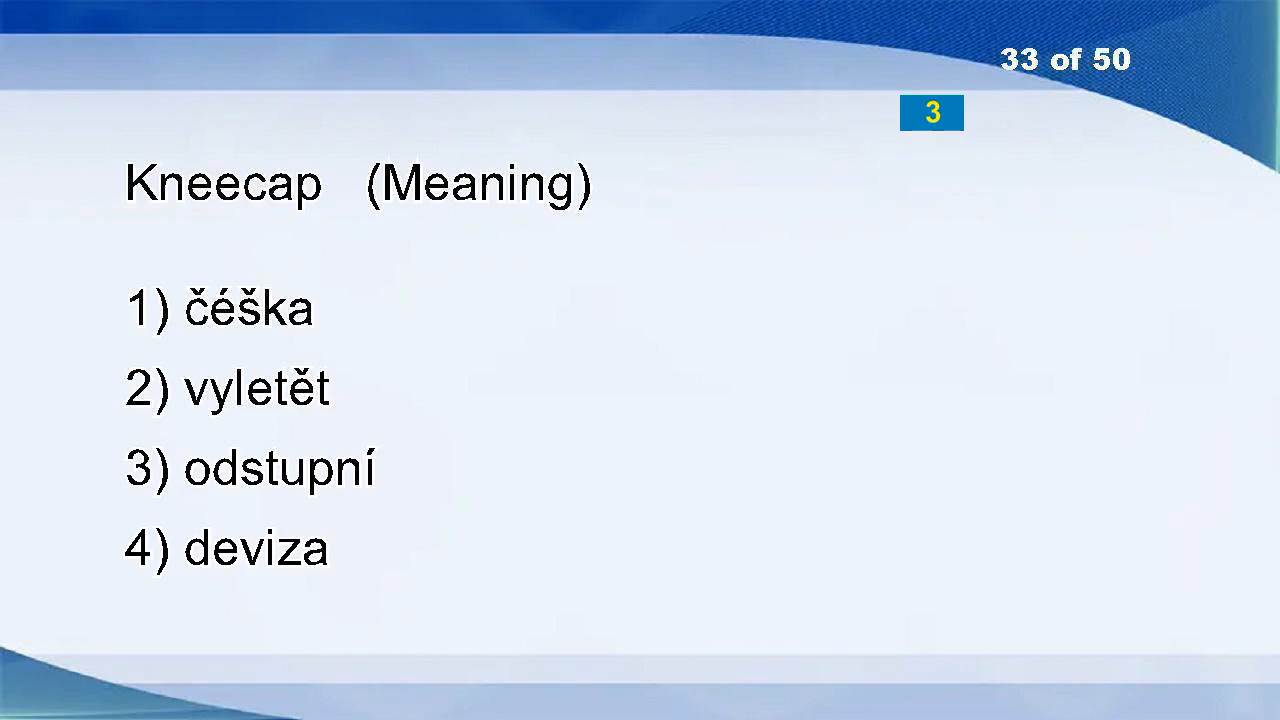 33 of 50
3
Kneecap (Meaning)
1) čéška
2) vyletět
3) odstupní
4) deviza